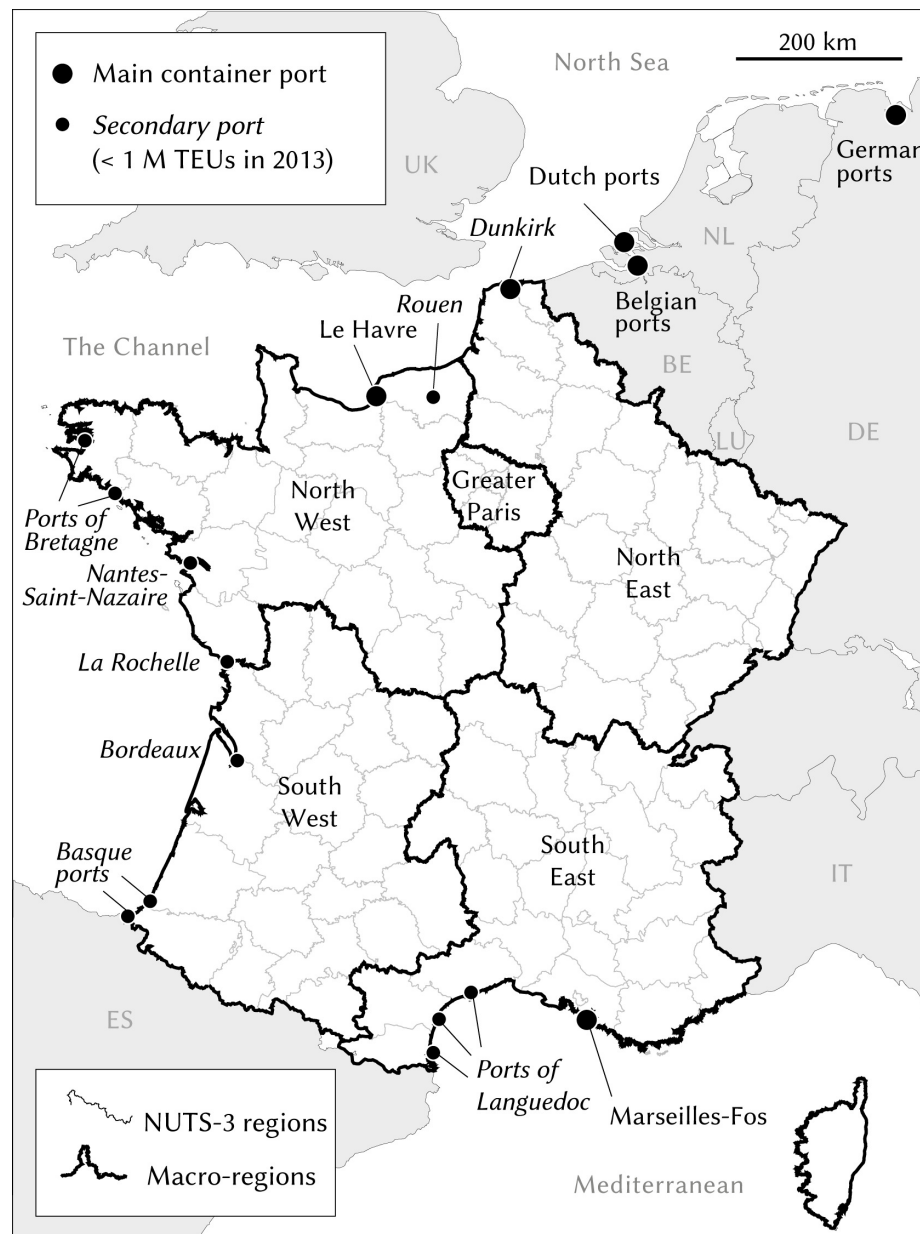 Main container port
Secondary port
(< 1 M TEUs in 2013)
200 km
North Sea
UK
German
ports
Dutch ports
NL
Dunkirk
Belgian
ports
Rouen
Le Havre
The Channel
BE
LU
DE
Greater
Paris
North
West
Ports of
Bretagne
Nantes-
Saint-Nazaire
North
East
La Rochelle
Bordeaux
South
West
South
East
Basque
ports
IT
ES
Ports of
Languedoc
Marseilles-Fos
NUTS-3 regions
Macro-regions
Mediterranean